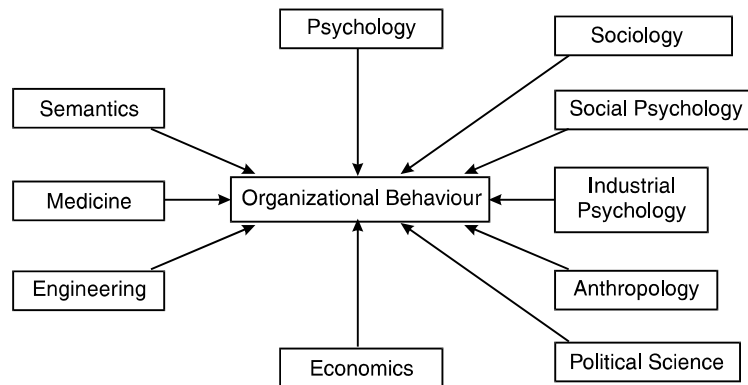 Psychology
Sociology
Semantics
Social Psychology
Medicine
Organizational Behaviour
Industrial
Psychology
Engineering
Anthropology
Economics
Political Science